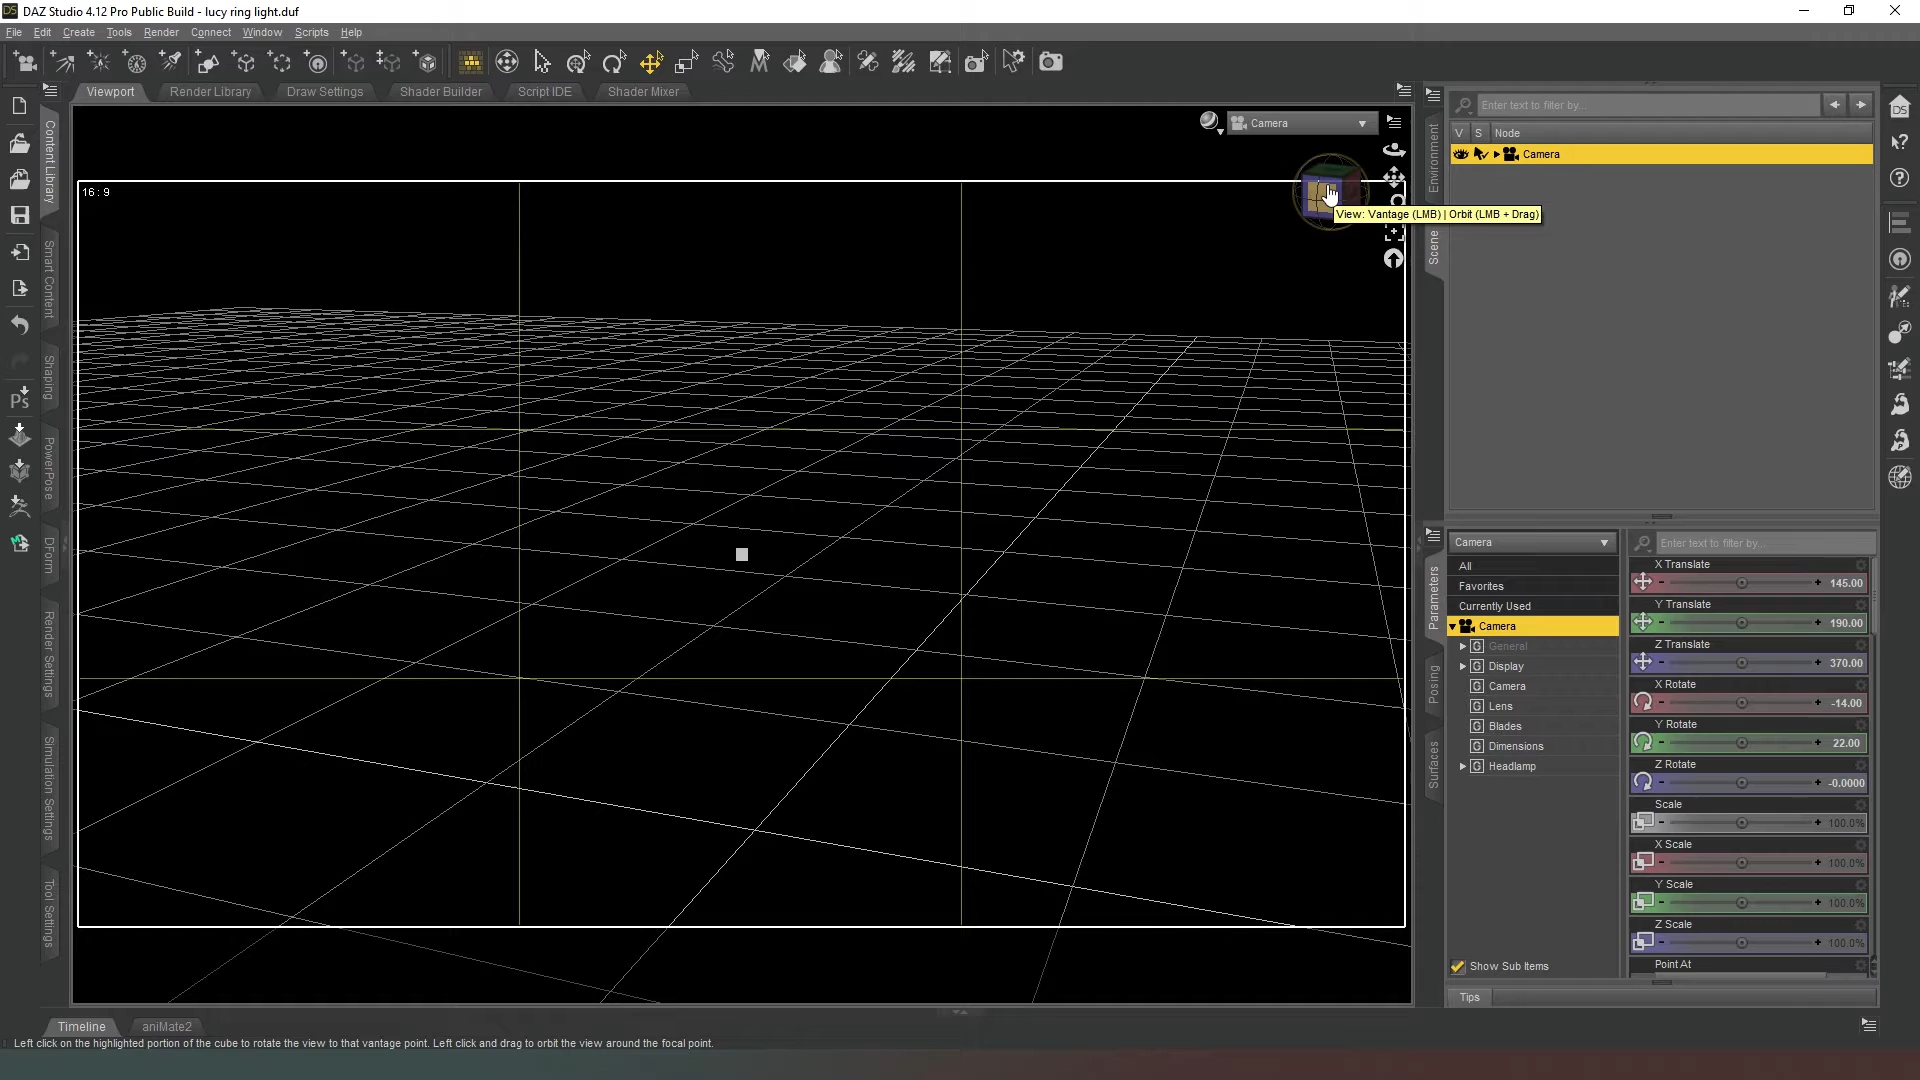 DAZ Studio 4.12 Pro Public Build - lucy ring light.duf
File Edit Create Tools Render Connect Window Scripts Help
Viewport Render Library Draw Settings Shader Builder Script IDE Shader Mixer
Content Library
Smart Content
Shaping
PowerPose
DForm
Render Settings
Simulation Settings
Tool Settings
Ps
16 : 9
Camera
View: Vantage (LMB) | Orbit (LMB + Drag)
Environment
Scene
Enter text to filter by...
V S Node
Camera
DS
Parameters
Posing
Surfaces
Camera
All
Favorites
Currently Used
Camera
G General
G Display
G Camera
G Lens
G Blades
G Dimensions
G Headlamp
Show Sub Items
Enter text to filter by...
X Translate
145.00
Y Translate
190.00
Z Translate
370.00
X Rotate
-14.00
Y Rotate
22.00
Z Rotate
-0.0000
Scale
100.0%
X Scale
100.0%
Y Scale
100.0%
Z Scale
100.0%
Point At
Tips
Timeline aniMate2
Left click on the highlighted portion of the cube to rotate the view to that vantage point. Left click and drag to orbit the view around the focal point.